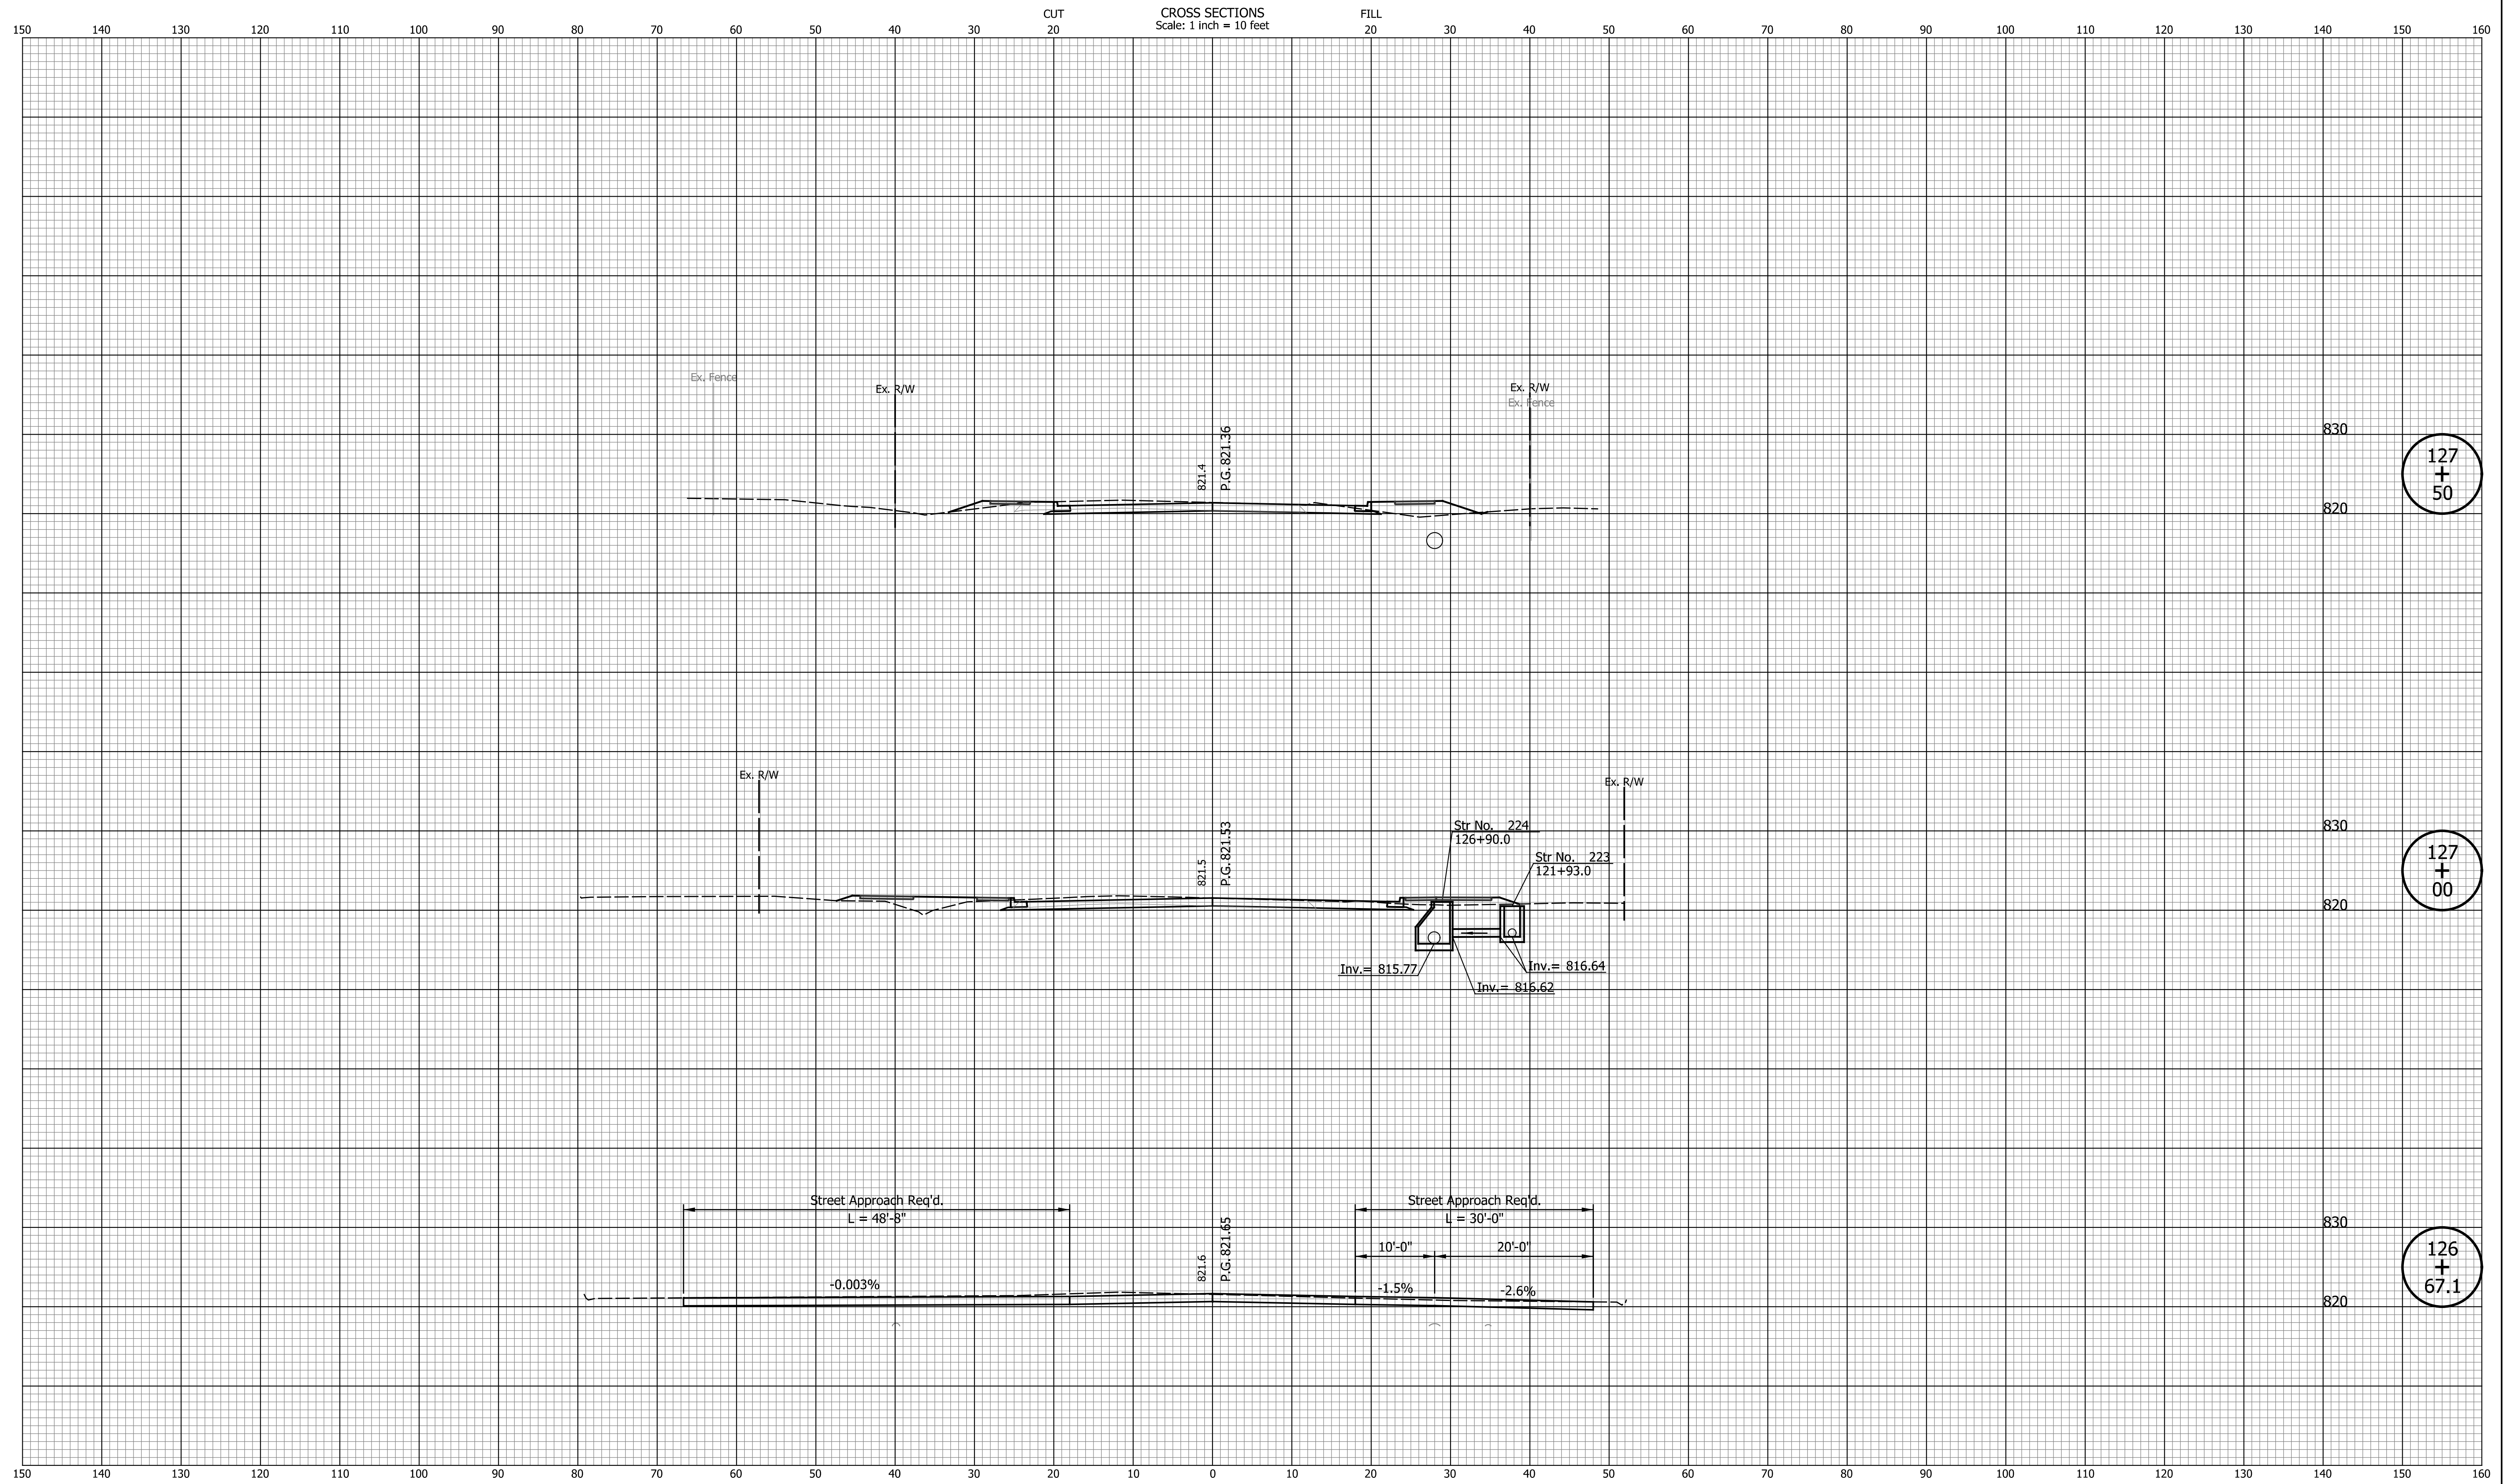 CUT CROSS SECTIONS FILL
Scale: 1 inch = 10 feet
150 140 130 120 110 100 90 80 70 60 50 40 30 20 20 30 40 50 60 70 80 90 100 110 120 130 140 150 160
Ex. Fence
Ex. R/W
Ex. R/W
Ex. Fence
821.4
P.G. 821.36
830
820
127
+
50
Ex. R/W
Ex. R/W
821.5
P.G. 821.53
Str No. 224
126+90.0
Str No. 223
121+93.0
Inv.= 815.77
Inv.= 816.64
Inv.= 816.62
830
820
127
+
00
Street Approach Req'd.
L = 48'-8"
Street Approach Req'd.
L = 30'-0"
10'-0" 20'-0"
821.6
P.G. 821.65
-0.003%
-1.5%
-2.6%
830
820
126
+
67.1
150 140 130 120 110 100 90 80 70 60 50 40 30 20 10 0 10 20 30 40 50 60 70 80 90 100 110 120 130 140 150 160